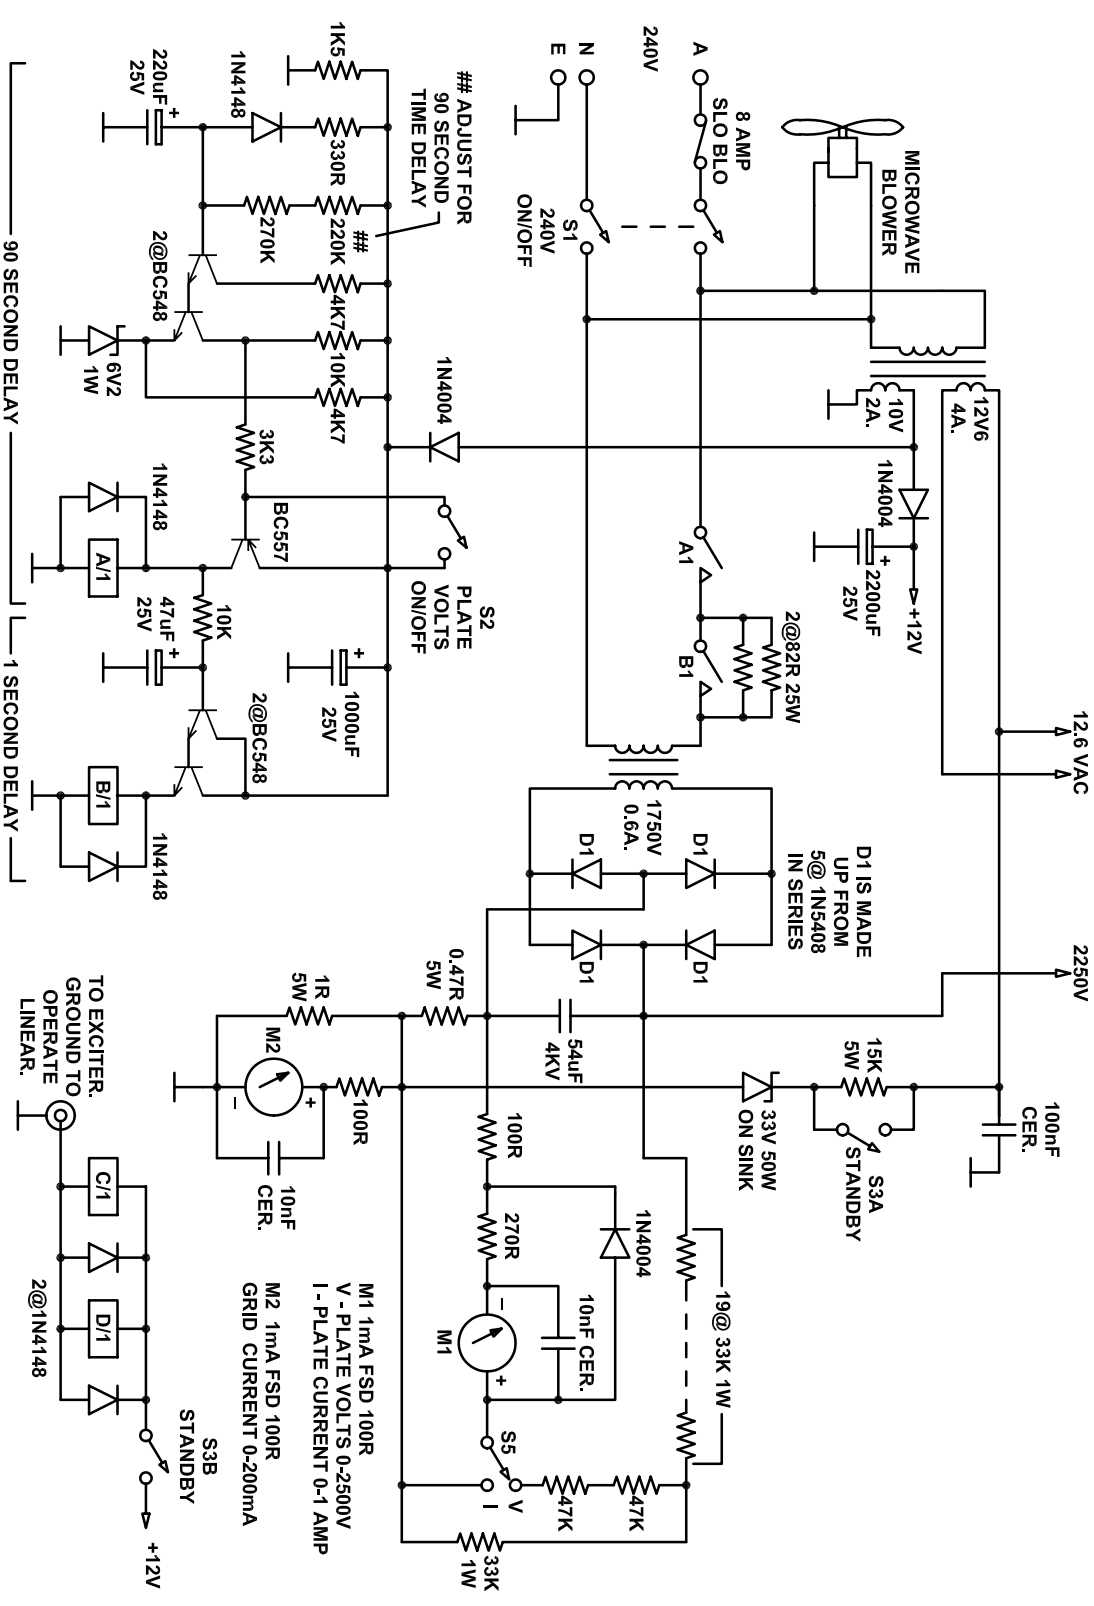 MICROWAVE
BLOWER
8 AMP
SLO BLO
A
240V
N
E
S1
240V
ON/OFF
12V6
4A.
10V
2A.
1N4004
+12V
2200uF
25V
+
12.6 VAC
2250V
A1
B1
2@82R 25W
1750V
0.6A.
D1
D1
D1
D1
D1 IS MADE
UP FROM
5@ 1N5408
IN SERIES
15K
5W
S3A
STANDBY
100nF
CER.
33V 50W
ON SINK
54uF
4KV
0.47R
5W
1R
5W
M2
+
–
100R
10nF
CER.
100R
270R
1N4004
10nF CER.
M1
–
+
19@ 33K 1W
S5
V
I
47K
47K
33K
1W
M1 1mA FSD 100R
V - PLATE VOLTS 0-2500V
I - PLATE CURRENT 0-1 AMP
M2 1mA FSD 100R
GRID CURRENT 0-200mA
## ADJUST FOR
90 SECOND
TIME DELAY
1K5
330R
1N4148
220uF
25V
+
##
220K
270K
4K7
10K
4K7
2@BC548
6V2
1W
1N4004
3K3
BC557
1N4148
A/1
S2
PLATE
VOLTS
ON/OFF
10K
47uF
25V
+
1000uF
25V
+
2@BC548
B/1
1N4148
90 SECOND DELAY
1 SECOND DELAY
TO EXCITER.
GROUND TO
OPERATE
LINEAR.
C/1
D/1
2@1N4148
S3B
STANDBY
+12V